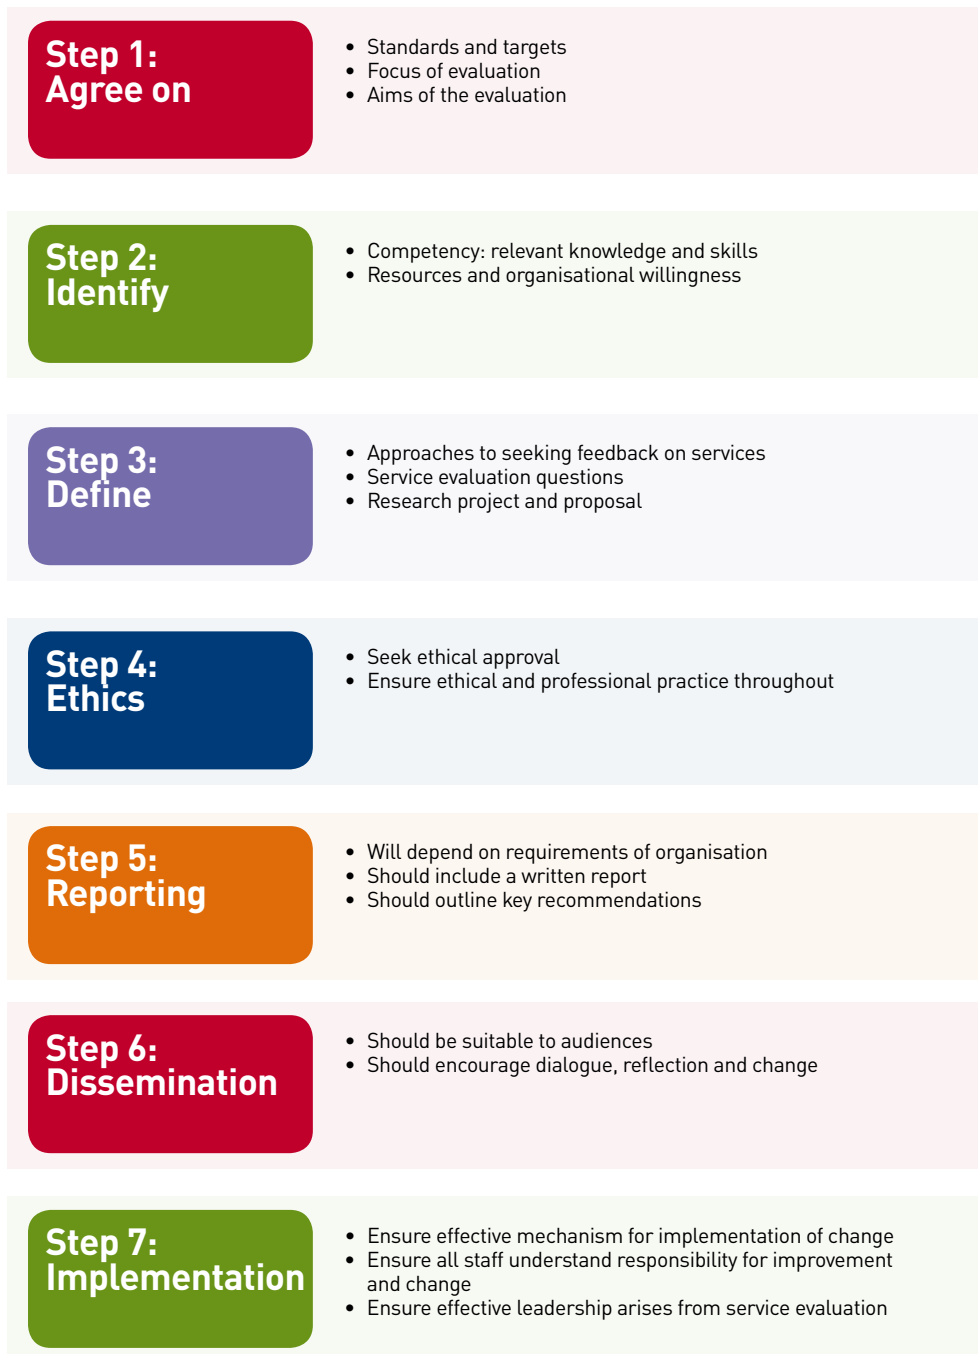 Step 1:
Agree on
• Standards and targets
• Focus of evaluation
• Aims of the evaluation
Step 2:
Identify
• Competency: relevant knowledge and skills
• Resources and organisational willingness
Step 3:
Define
• Approaches to seeking feedback on services
• Service evaluation questions
• Research project and proposal
Step 4:
Ethics
• Seek ethical approval
• Ensure ethical and professional practice throughout
Step 5:
Reporting
• Will depend on requirements of organisation
• Should include a written report
• Should outline key recommendations
Step 6:
Dissemination
• Should be suitable to audiences
• Should encourage dialogue, reflection and change
Step 7:
Implementation
• Ensure effective mechanism for implementation of change
• Ensure all staff understand responsibility for improvement
and change
• Ensure effective leadership arises from service evaluation